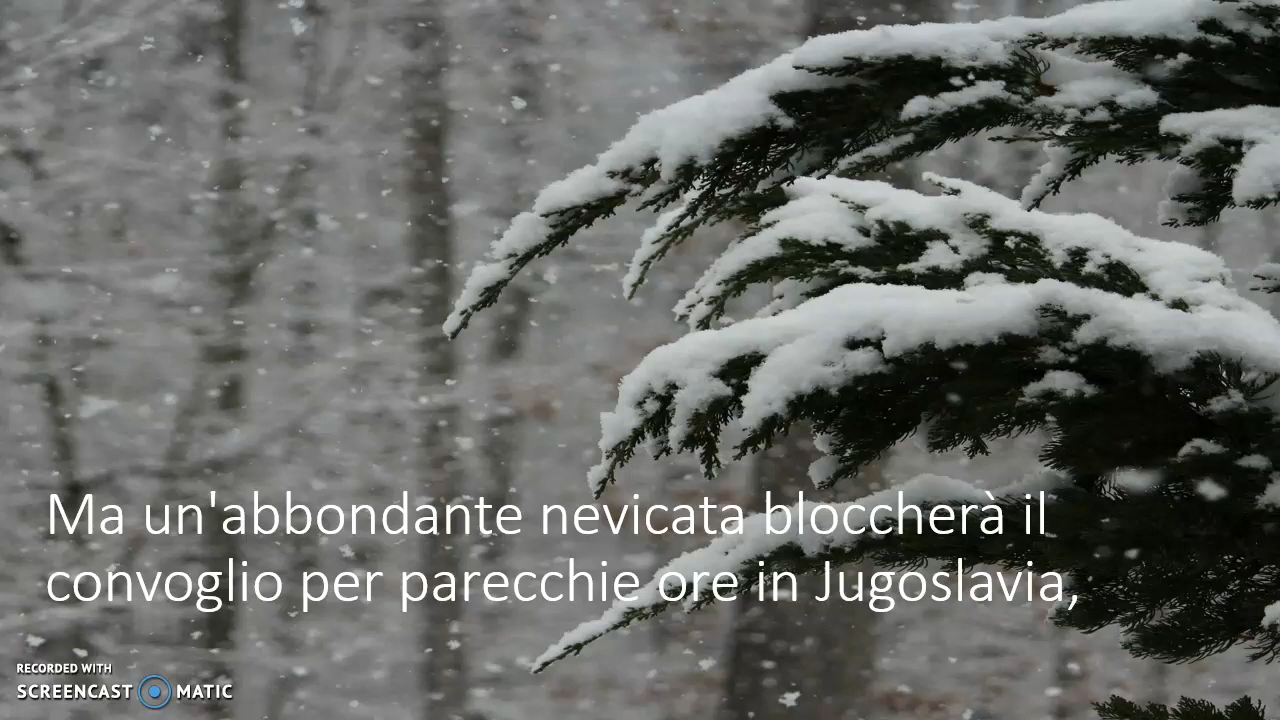 Ma un'abbondante nevicata bloccherà il
convoglio per parecchie ore in Jugoslavia,
RECORDED WITH
SCREENCAST MATIC